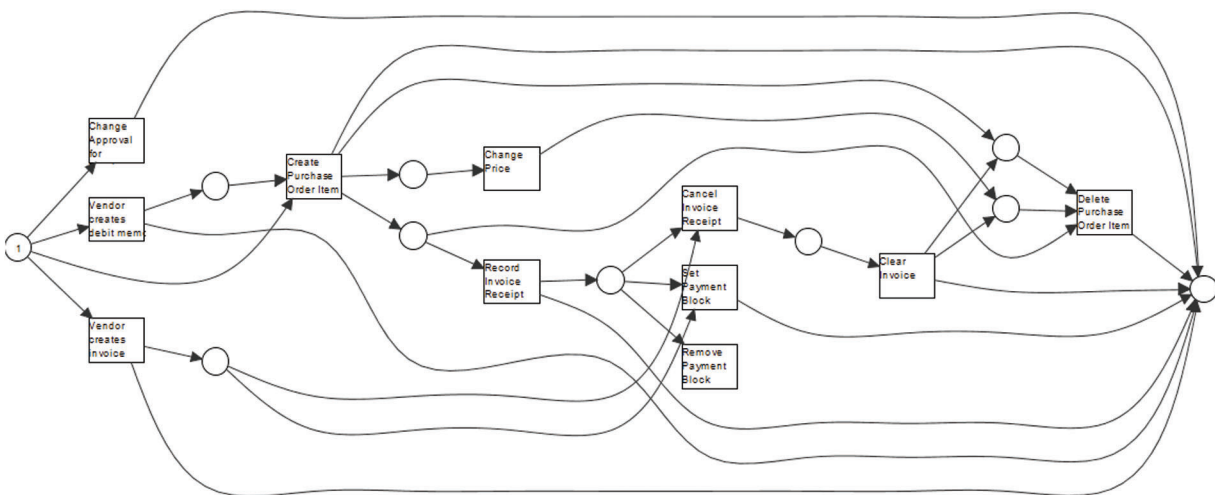 Change
Approval
for
Create
Purchase
Order Item
Change
Price
Vendor
creates
debit memo
Cancel
Invoice
Receipt
Delete
Purchase
Order Item
1
Record
Invoice
Receipt
Clear
Invoice
Set
Payment
Block
Vendor
creates
invoice
Remove
Payment
Block